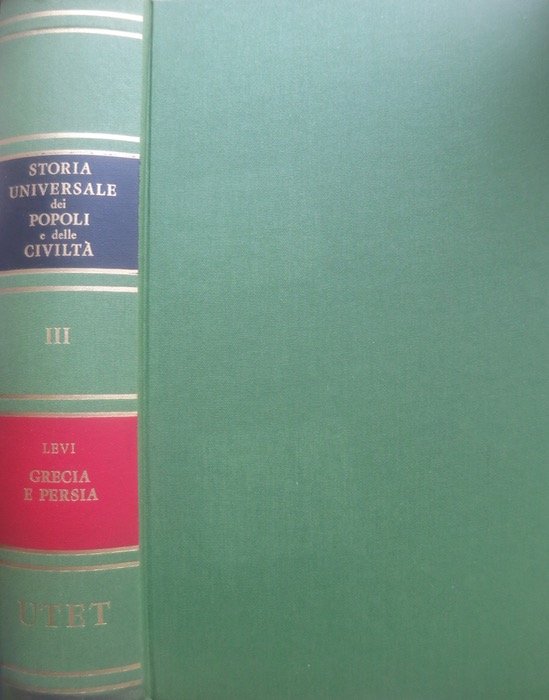 STORIA
UNIVERSALE
dei
POPOLI
e delle
CIVILTÀ
III
LEVI
GRECIA
E PERSIA
UTET